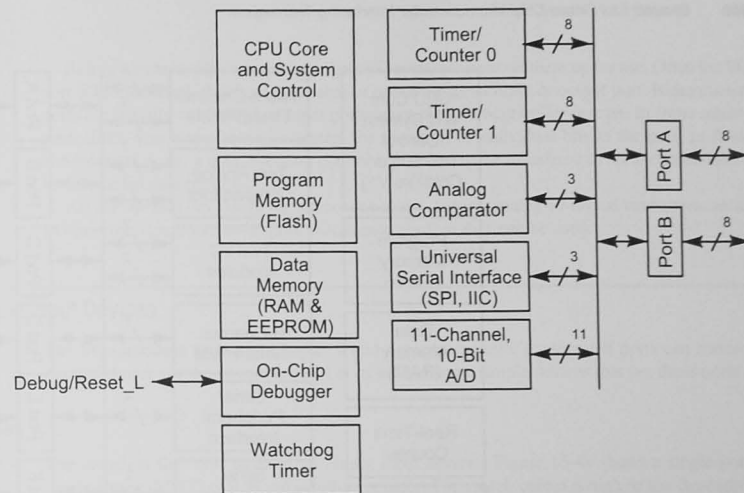 CPU Core
and System
Control
Program
Memory
(Flash)
Data
Memory
(RAM &
EEPROM)
Debug/Reset_L
On-Chip
Debugger
Watchdog
Timer
Timer/
Counter 0
8
Timer/
Counter 1
8
Analog
Comparator
3
Universal
Serial Interface
(SPI, IIC)
3
11-Channel,
10-Bit
A/D
11
Port A
8
Port B
8